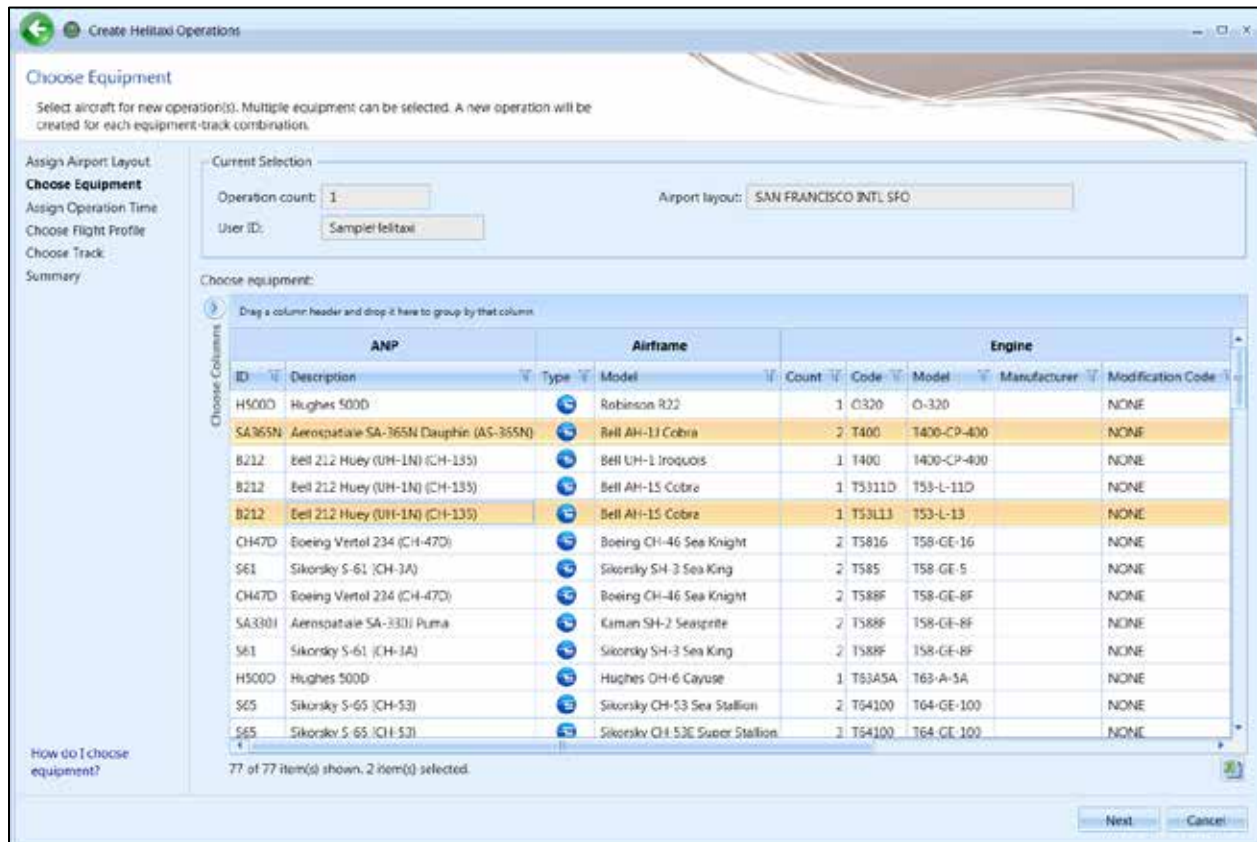 Create Helitaxi Operations
Choose Equipment
Select aircraft for new operation(s). Multiple equipment can be selected. A new operation will be
created for each equipment-track combination.
Assign Airport Layout
Choose Equipment
Assign Operation Time
Choose Flight Profile
Choose Track
Summary
How do I choose
equipment?
Current Selection
Operation count: 1 Airport layout: SAN FRANCISCO INTL SFO
User ID: SampleHelitaxi
Choose equipment:
Choose Columns
Drag a column header and drop it here to group by that column
ANP Airframe Engine
ID Description Type Model Count Code Model Manufacturer Modification Code
H500D Hughes 500D Robinson R22 1 O320 O-320 NONE
SA365N Aerospatiale SA-365N Dauphin (AS-365N) Bell AH-1J Cobra 2 T400 T400-CP-400 NONE
B212 Bell 212 Huey (UH-1N) (CH-135) Bell UH-1 Iroquois 1 T400 T400-CP-400 NONE
B212 Bell 212 Huey (UH-1N) (CH-135) Bell AH-1S Cobra 1 T5311D T53-L-11D NONE
B212 Bell 212 Huey (UH-1N) (CH-135) Bell AH-1S Cobra 1 T53L13 T53-L-13 NONE
CH47D Boeing Vertol 234 (CH-47D) Boeing CH-46 Sea Knight 2 T5816 T58-GE-16 NONE
S61 Sikorsky S-61 (CH-3A) Sikorsky SH-3 Sea King 2 T585 T58-GE-5 NONE
CH47D Boeing Vertol 234 (CH-47D) Boeing CH-46 Sea Knight 2 T588F T58-GE-8F NONE
SA330J Aerospatiale SA-330J Puma Kaman SH-2 Seasprite 2 T588F T58-GE-8F NONE
S61 Sikorsky S-61 (CH-3A) Sikorsky SH-3 Sea King 2 T588F T58-GE-8F NONE
H500D Hughes 500D Hughes OH-6 Cayuse 1 T63A5A T63-A-5A NONE
S65 Sikorsky S-65 (CH-53) Sikorsky CH-53 Sea Stallion 2 T64100 T64-GE-100 NONE
S65 Sikorsky S-65 (CH-53) Sikorsky CH-53E Super Stallion T64100 T64-GE-100 NONE
77 of 77 item(s) shown. 2 item(s) selected.
Next Cancel